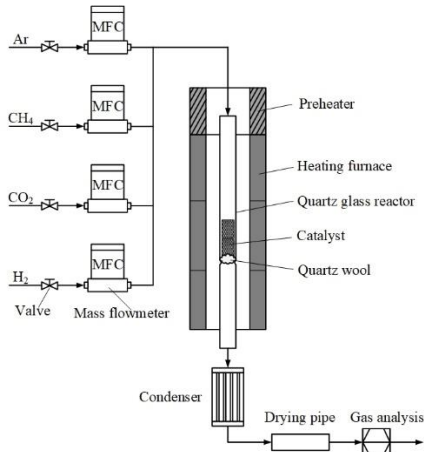 MFC
Ar
MFC
CH₄
MFC
CO₂
MFC
H₂
Valve
Mass flowmeter
Preheater
Heating furnace
Quartz glass reactor
Catalyst
Quartz wool
Condenser
Drying pipe
Gas analysis